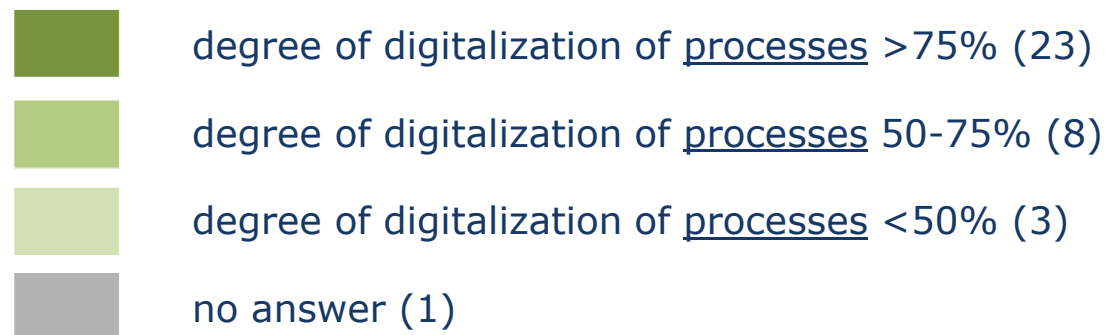 degree of digitalization of processes >75% (23)
degree of digitalization of processes 50-75% (8)
degree of digitalization of processes <50% (3)
no answer (1)